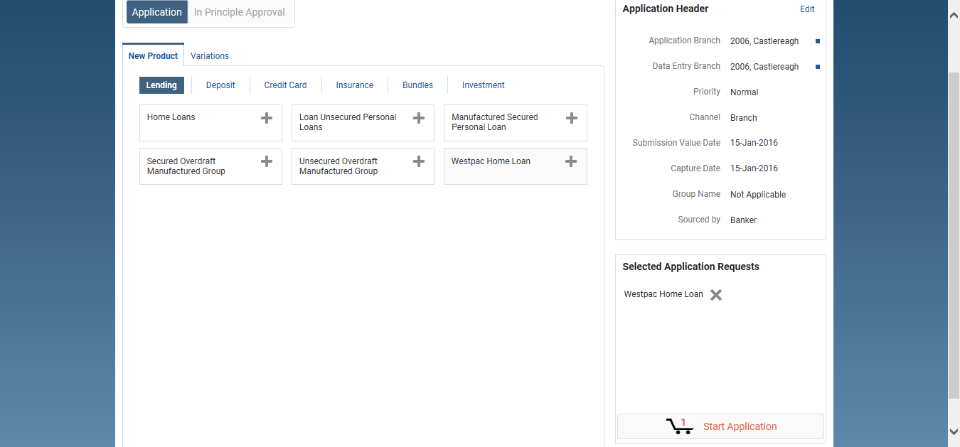 Application In Principle Approval
New Product Variations
Lending Deposit Credit Card Insurance Bundles Investment
Home Loans
Loan Unsecured Personal
Loans
Manufactured Secured
Personal Loan
Secured Overdraft
Manufactured Group
Unsecured Overdraft
Manufactured Group
Westpac Home Loan
Application Header Edit
Application Branch 2006, Castlereagh
Data Entry Branch 2006, Castlereagh
Priority Normal
Channel Branch
Submission Value Date 15-Jan-2016
Capture Date 15-Jan-2016
Group Name Not Applicable
Sourced by Banker
Selected Application Requests
Westpac Home Loan
1 Start Application